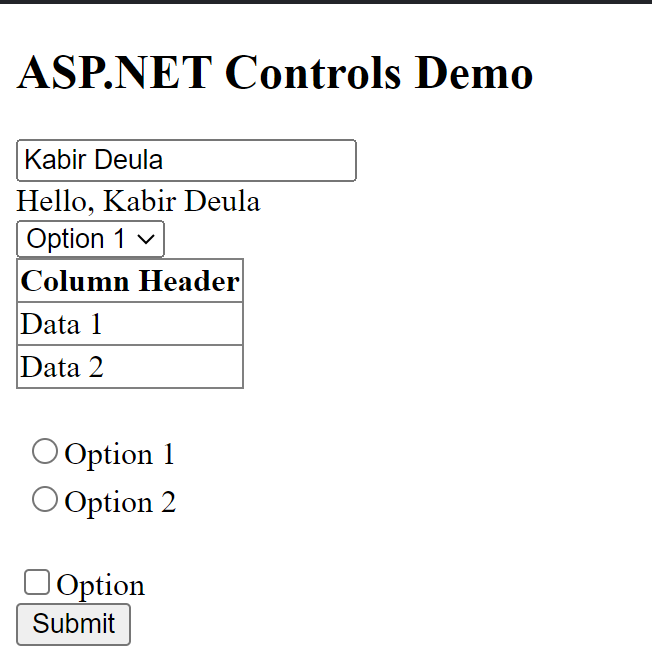 ASP.NET Controls Demo
Kabir Deula
Hello, Kabir Deula
Option 1
Column Header
Data 1
Data 2
Option 1
Option 2
Option
Submit